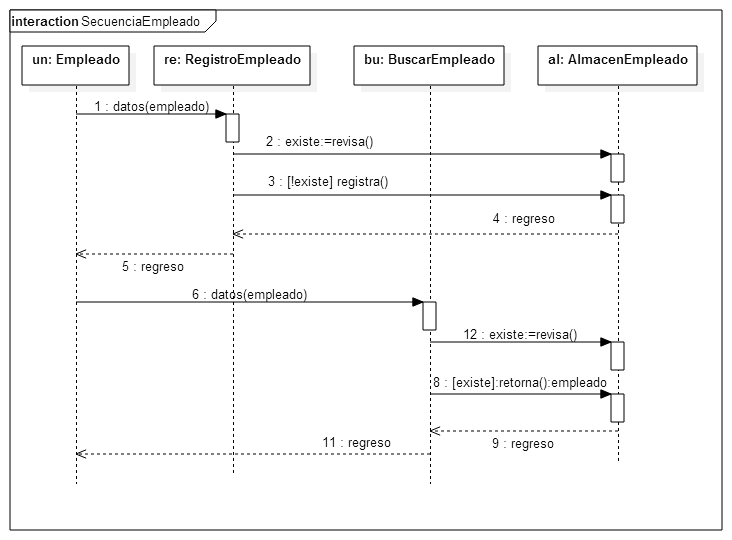 interaction SecuenciaEmpleado
un: Empleado
re: RegistroEmpleado
bu: BuscarEmpleado
al: AlmacenEmpleado
1 : datos(empleado)
2 : existe:=revisa()
3 : [!existe] registra()
4 : regreso
5 : regreso
6 : datos(empleado)
12 : existe:=revisa()
8 : [existe]:retorna():empleado
9 : regreso
11 : regreso